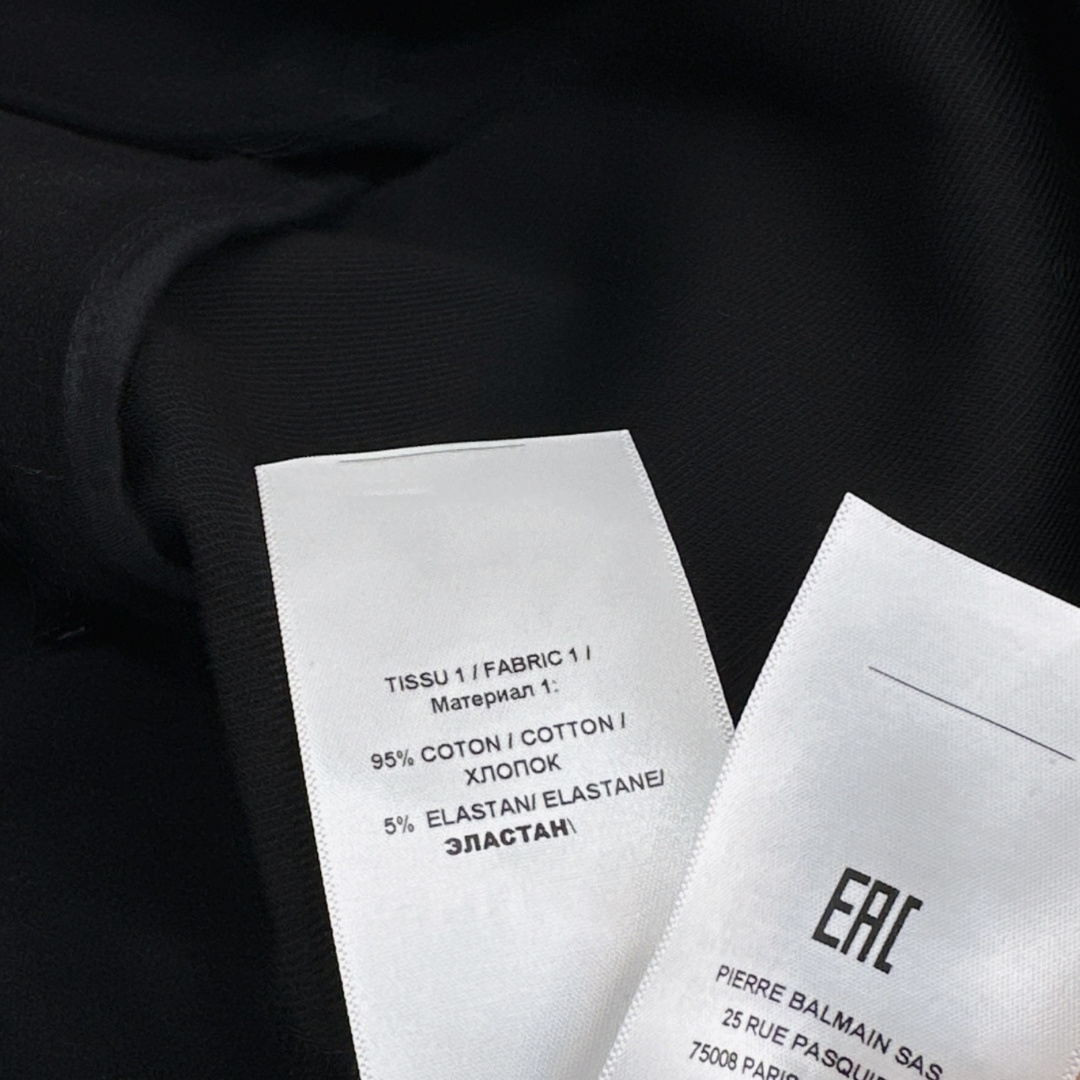 TISSU 1 / FABRIC 1 /
Материал 1:
95% COTON / COTTON /
ХЛОПОК
5% ELASTAN/ ELASTANE/
ЭЛАСТАН\
EAC
PIERRE BALMAIN SAS
25 RUE
75008 PARIS